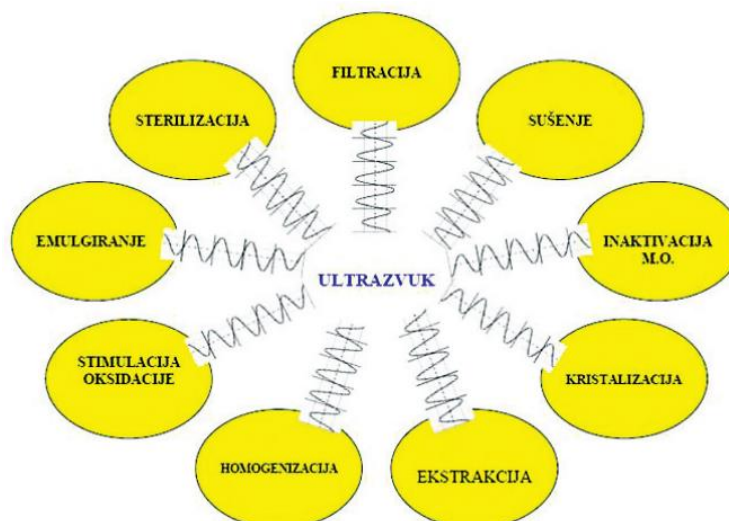 FILTRACIJA
STERILIZACIJA
SUŠENJE
EMULGIRANJE
INAKTIVACIJA
M.O.
ULTRAZVUK
STIMULACIJA
OKSIDACIJE
KRISTALIZACIJA
HOMOGENIZACIJA
EKSTRAKCIJA